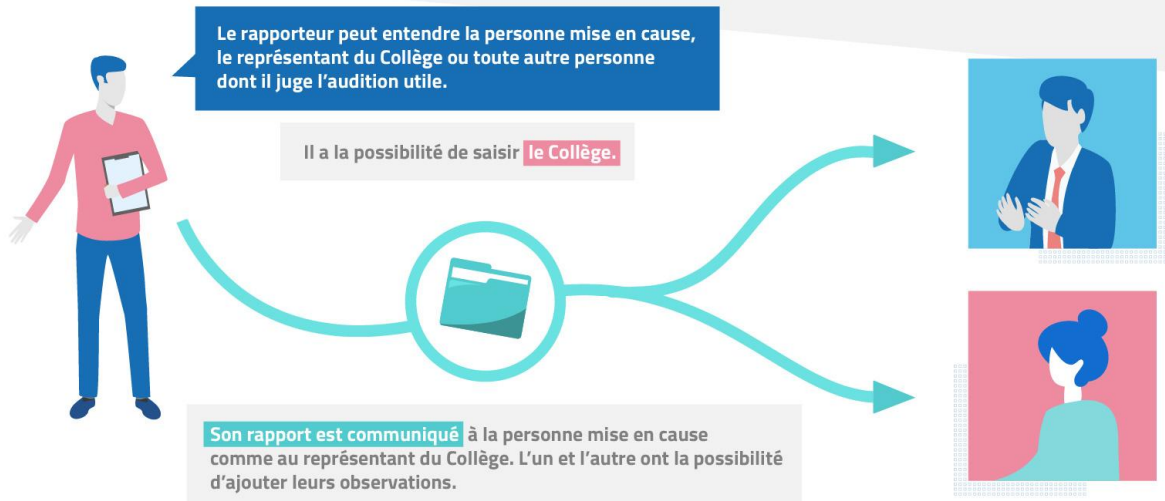 Le rapporteur peut entendre la personne mise en cause,
le représentant du Collège ou toute autre personne
dont il juge l’audition utile.
Il a la possibilité de saisir le Collège.
Son rapport est communiqué à la personne mise en cause
comme au représentant du Collège. L’un et l’autre ont la possibilité
d’ajouter leurs observations.